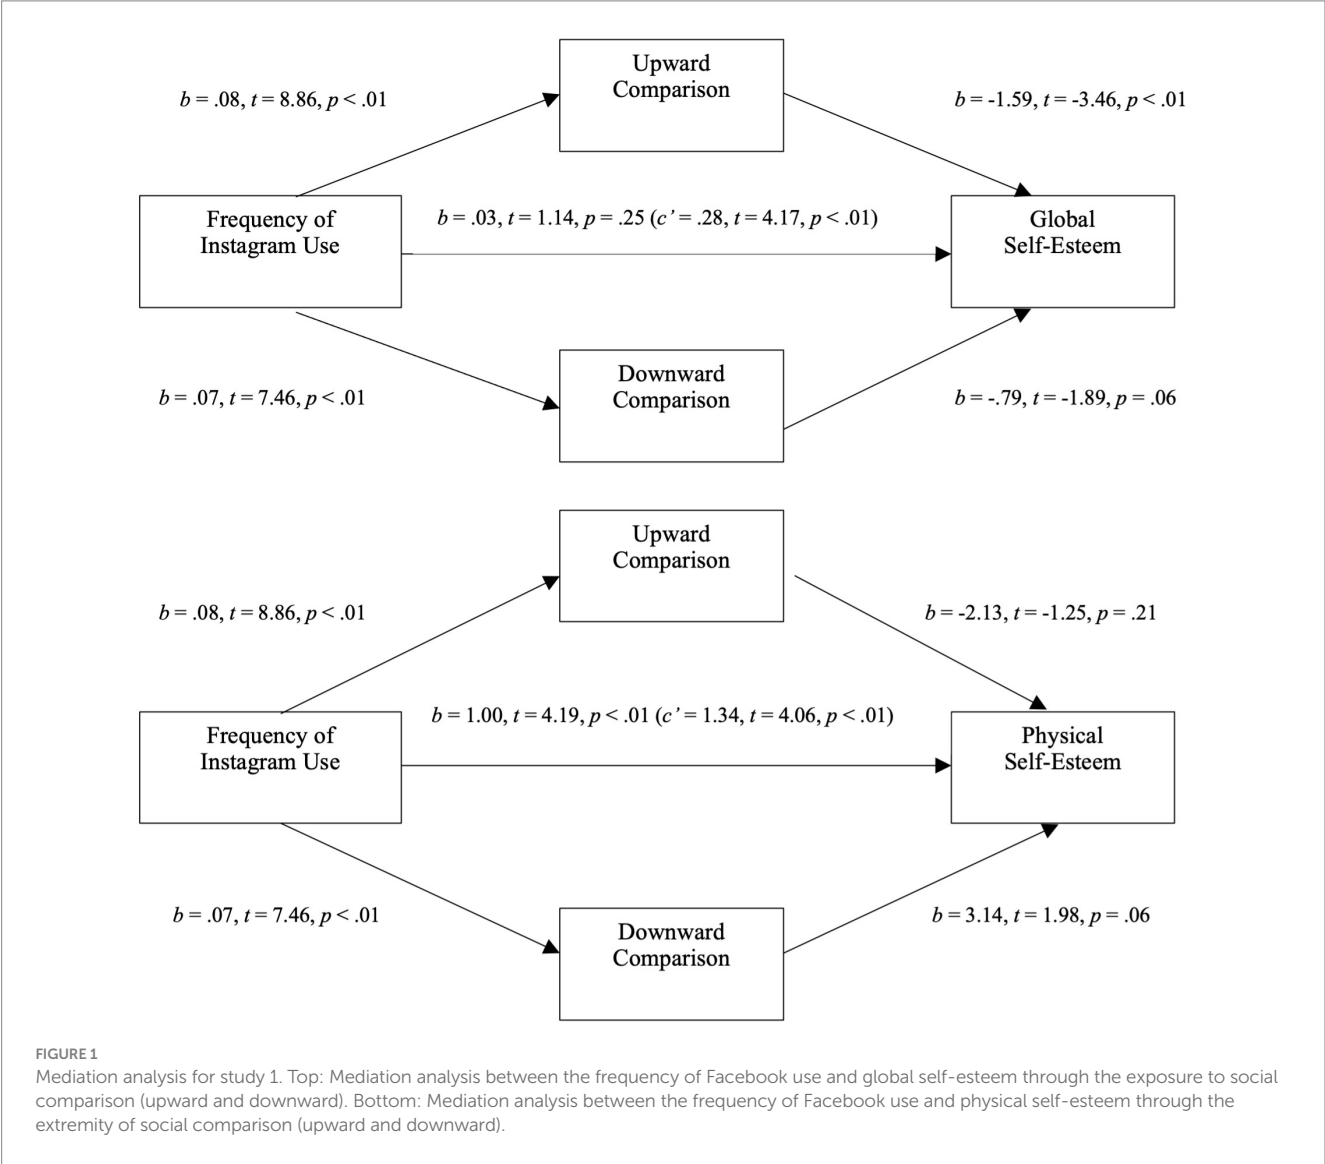 Upward
Comparison
b = .08, t = 8.86, p < .01
b = -1.59, t = -3.46, p < .01
Frequency of
Instagram Use
b = .03, t = 1.14, p = .25 (c’ = .28, t = 4.17, p < .01)
Global
Self-Esteem
Downward
Comparison
b = .07, t = 7.46, p < .01
b = -.79, t = -1.89, p = .06
Upward
Comparison
b = .08, t = 8.86, p < .01
b = -2.13, t = -1.25, p = .21
Frequency of
Instagram Use
b = 1.00, t = 4.19, p < .01 (c’ = 1.34, t = 4.06, p < .01)
Physical
Self-Esteem
b = .07, t = 7.46, p < .01
b = 3.14, t = 1.98, p = .06
Downward
Comparison
FIGURE 1
Mediation analysis for study 1. Top: Mediation analysis between the frequency of Facebook use and global self-esteem through the exposure to social
comparison (upward and downward). Bottom: Mediation analysis between the frequency of Facebook use and physical self-esteem through the
extremity of social comparison (upward and downward).